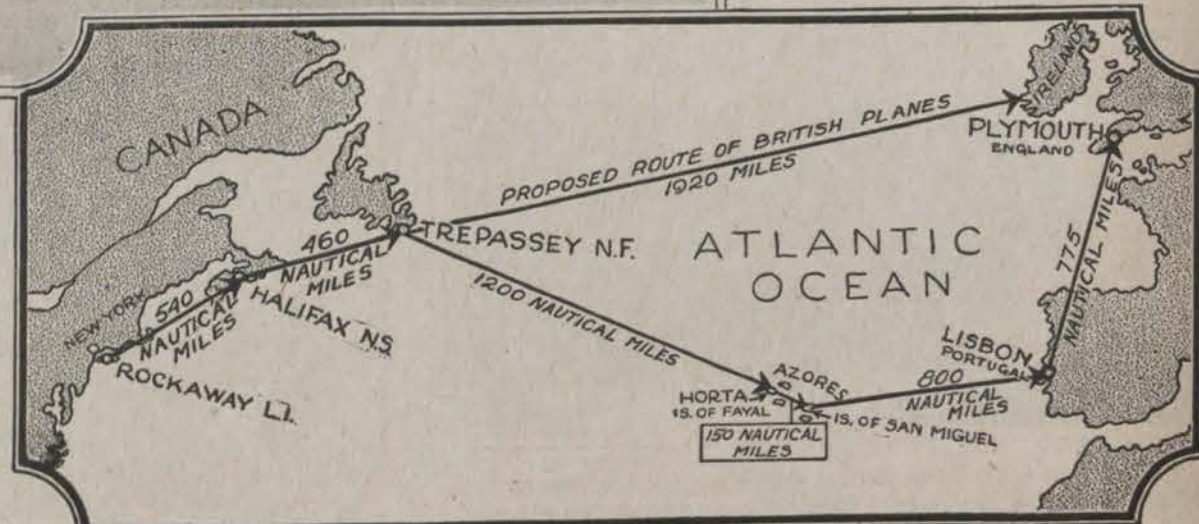 CANADA
IRELAND
PLYMOUTH
ENGLAND
PROPOSED ROUTE OF BRITISH PLANES
1920 MILES
TREPASSEY N.F.
460
NAUTICAL
MILES
ATLANTIC
OCEAN
775
NAUTICAL MILES
1200 NAUTICAL MILES
NEW YORK
540
NAUTICAL
MILES
HALIFAX N.S.
ROCKAWAY L.I.
LISBON
PORTUGAL
AZORES
HORTA
IS. OF FAYAL
800
NAUTICAL
MILES
IS. OF SAN MIGUEL
150 NAUTICAL
MILES